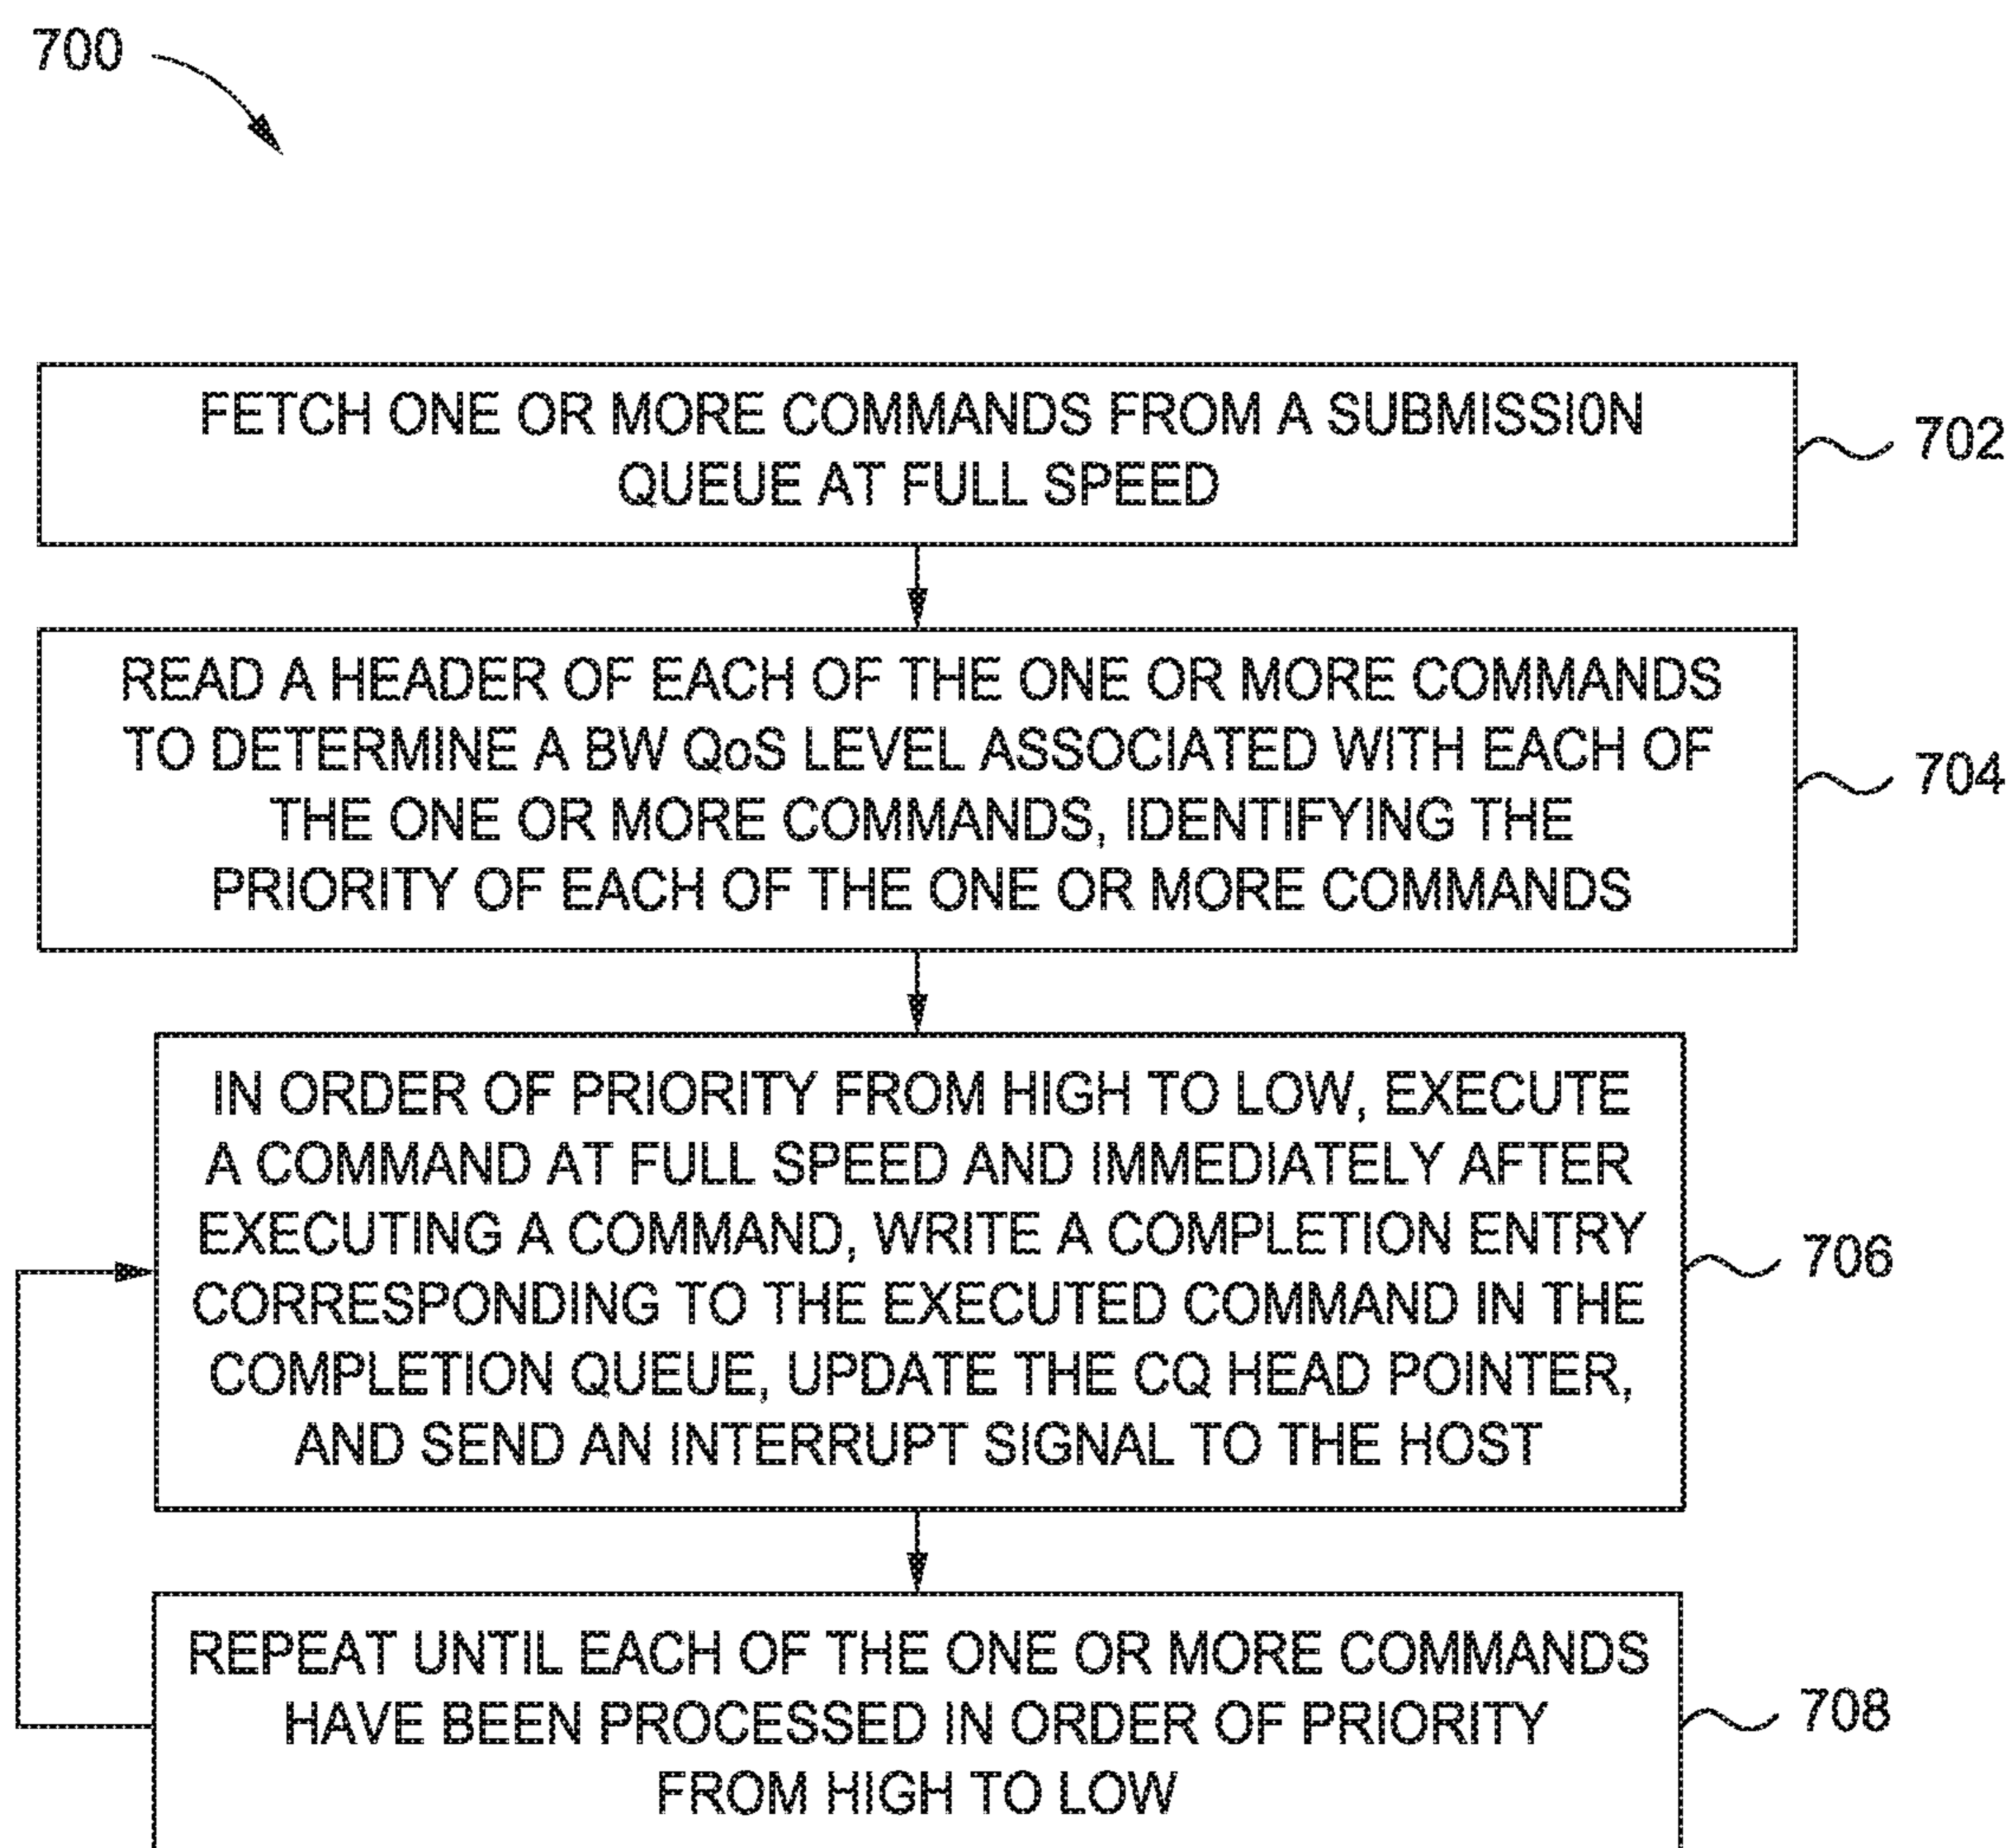 700
FETCH ONE OR MORE COMMANDS FROM A SUBMISSION
QUEUE AT FULL SPEED
702
READ A HEADER OF EACH OF THE ONE OR MORE COMMANDS
TO DETERMINE A BW QoS LEVEL ASSOCIATED WITH EACH OF
THE ONE OR MORE COMMANDS, IDENTIFYING THE
PRIORITY OF EACH OF THE ONE OR MORE COMMANDS
704
IN ORDER OF PRIORITY FROM HIGH TO LOW, EXECUTE
A COMMAND AT FULL SPEED AND IMMEDIATELY AFTER
EXECUTING A COMMAND, WRITE A COMPLETION ENTRY
CORRESPONDING TO THE EXECUTED COMMAND IN THE
COMPLETION QUEUE, UPDATE THE CQ HEAD POINTER,
AND SEND AN INTERRUPT SIGNAL TO THE HOST
706
REPEAT UNTIL EACH OF THE ONE OR MORE COMMANDS
HAVE BEEN PROCESSED IN ORDER OF PRIORITY
FROM HIGH TO LOW
708